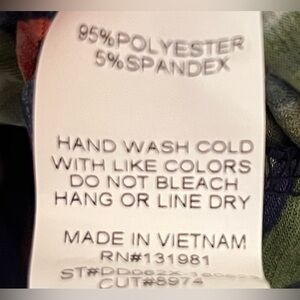 95%POLYESTER
5%SPANDEX
HAND WASH COLD
WITH LIKE COLORS
DO NOT BLEACH
HANG OR LINE DRY
MADE IN VIETNAM
RN#131981
CUT#8974